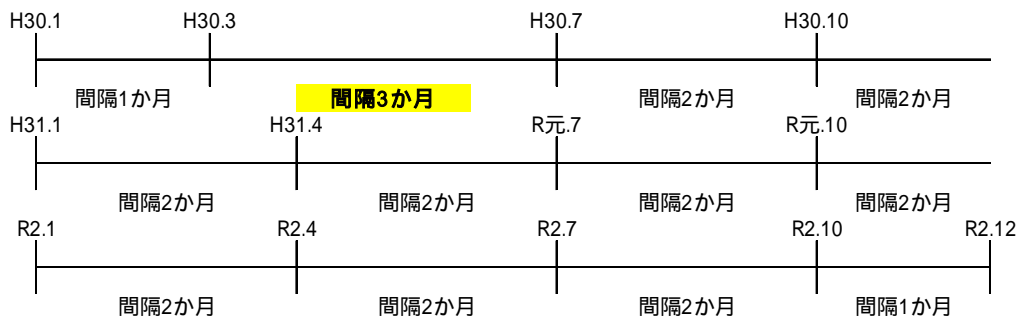 H30.1 H30.3 H30.7 H30.10
間隔1か月 間隔3か月 間隔2か月 間隔2か月
H31.1 H31.4 R元.7 R元.10
間隔2か月 間隔2か月 間隔2か月 間隔2か月
R2.1 R2.4 R2.7 R2.10 R2.12
間隔2か月 間隔2か月 間隔2か月 間隔1か月